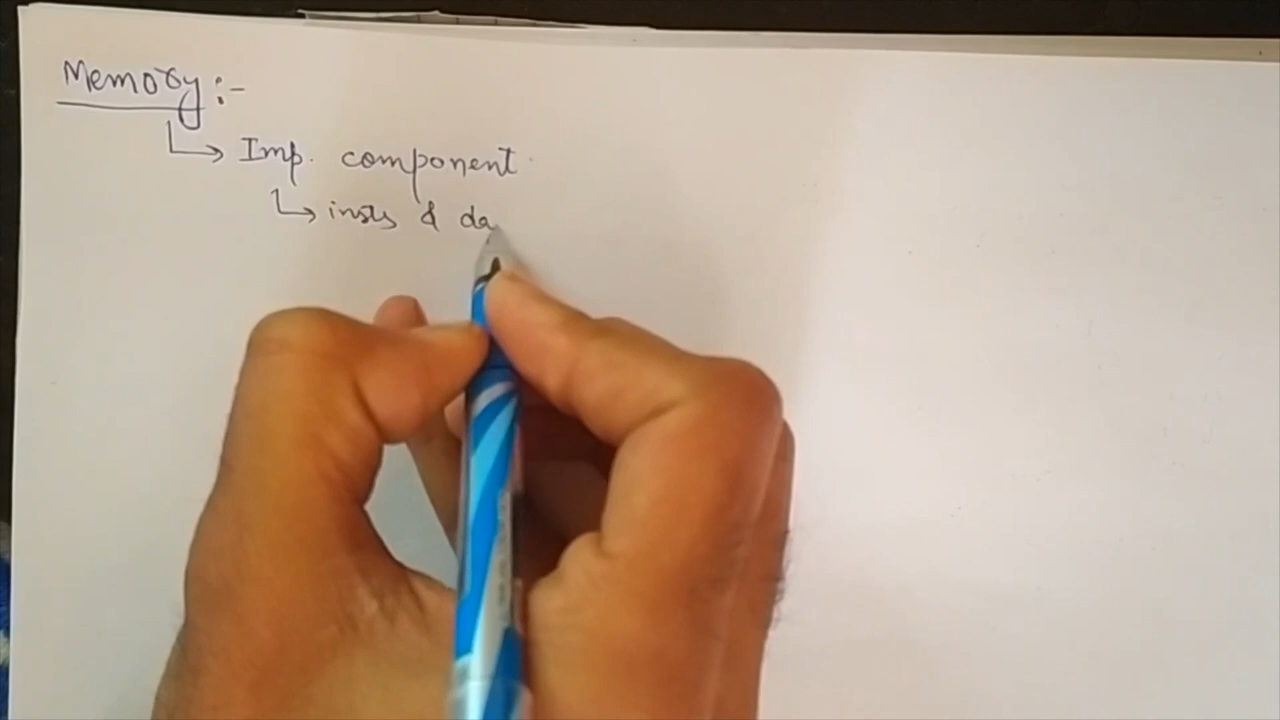 Memory :-
Imp. component
insts & da